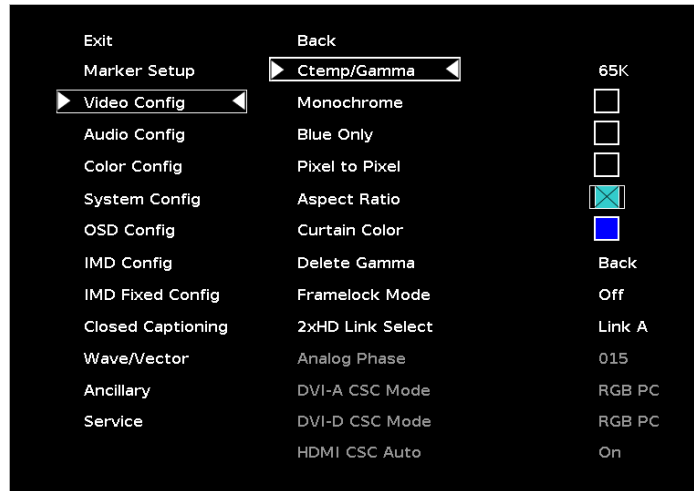 Exit Back
Marker Setup Ctemp/Gamma 65K
Video Config Monochrome
Audio Config Blue Only
Color Config Pixel to Pixel
System Config Aspect Ratio
OSD Config Curtain Color
IMD Config Delete Gamma Back
IMD Fixed Config Framelock Mode Off
Closed Captioning 2xHD Link Select Link A
Wave/Vector Analog Phase 015
Ancillary DVI-A CSC Mode RGB PC
Service DVI-D CSC Mode RGB PC
HDMI CSC Auto On